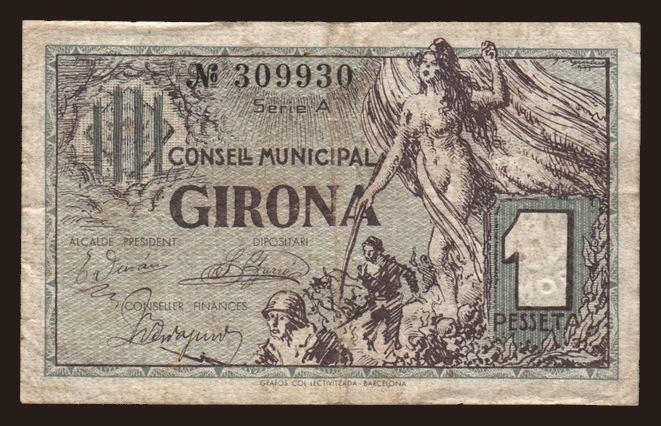 № 309930
Serie A
CONSELL MUNICIPAL
GIRONA
ALCALDE PRESIDENT DIPOSITARI
CONSELLER FINANCES
1
PESSETA
GRAFOS COL·LECTIVITZADA - BARCELONA